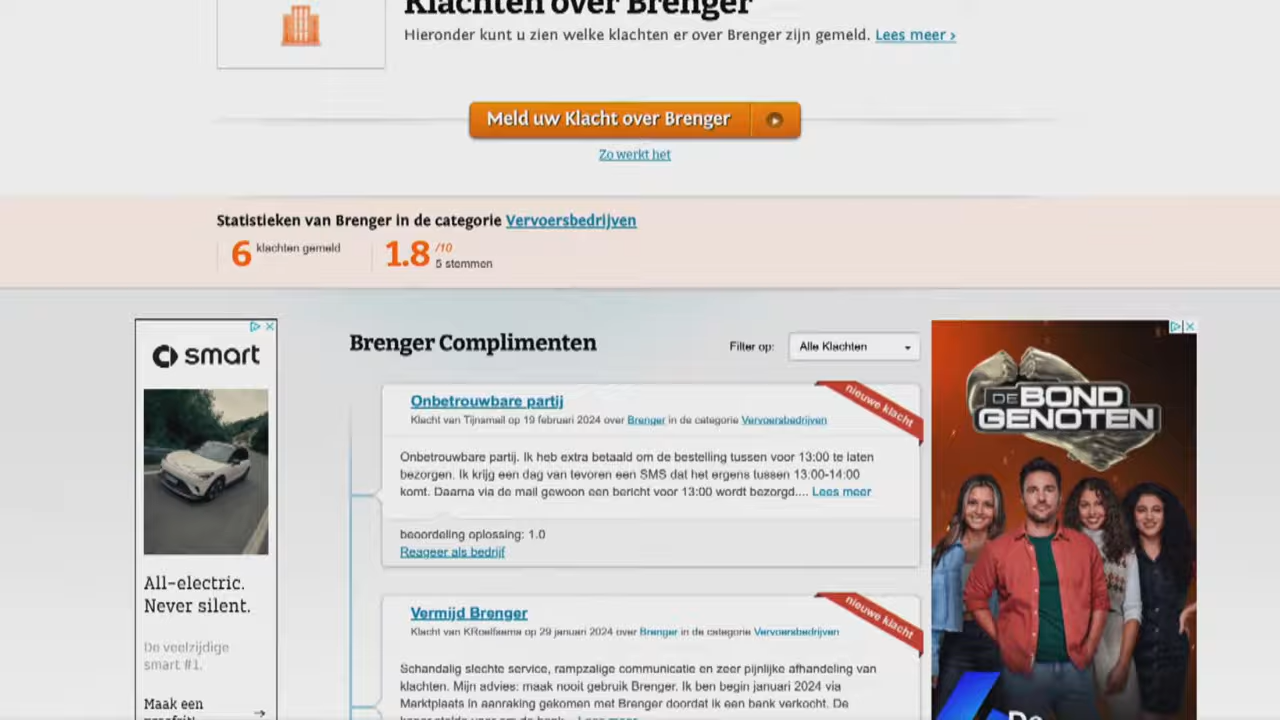 Klachten over Brenger
Hieronder kunt u zien welke klachten er over Brenger zijn gemeld. Lees meer ›
Meld uw Klacht over Brenger
Zo werkt het
Statistieken van Brenger in de categorie Vervoersbedrijven
6 klachten gemeld
1.8 /10
5 stemmen
smart
All-electric.
Never silent.
De veelzijdige
smart #1.
Maak een
proefrit!
Brenger Complimenten
Filter op: Alle Klachten
nieuwe klacht
Onbetrouwbare partij
Klacht van Tijnsmail op 19 februari 2024 over Brenger in de categorie Vervoersbedrijven
Onbetrouwbare partij. Ik heb extra betaald om de bestelling tussen voor 13:00 te laten
bezorgen. Ik krijg een dag van tevoren een SMS dat het ergens tussen 13:00-14:00
komt. Daarna via de mail gewoon een bericht voor 13:00 wordt bezorgd.... Lees meer
beoordeling oplossing: 1.0
Reageer als bedrijf
nieuwe klacht
Vermijd Brenger
Klacht van KRoelfsema op 29 januari 2024 over Brenger in de categorie Vervoersbedrijven
Schandalig slechte service, rampzalige communicatie en zeer pijnlijke afhandeling van
klachten. Mijn advies: maak nooit gebruik Brenger. Ik ben begin januari 2024 via
Marktplaats in aanraking gekomen met Brenger doordat ik een bank verkocht. De
DE BOND
GENOTEN
De